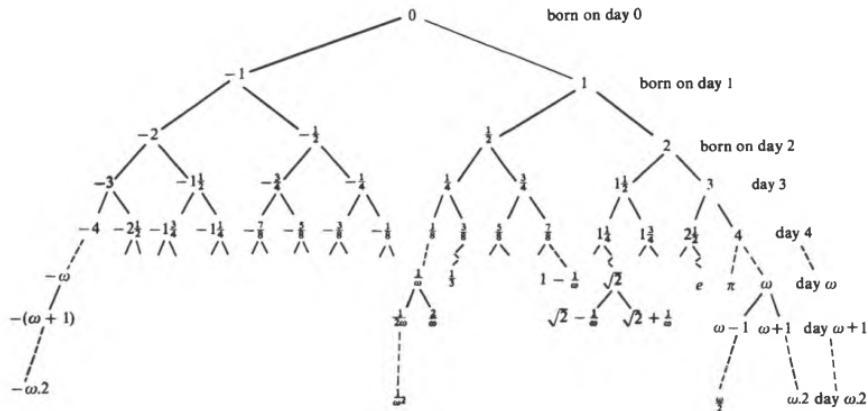 0 born on day 0
−1 1 born on day 1
−2 −½ ½ 2 born on day 2
−3 −1½ −¾ −¼ ¼ ¾ 1½ 3 day 3
−4 −2½ −1¾ −1¼ −⅞ −⅝ −⅜ −⅛ ⅛ ⅜ ⅝ ⅞ 1¼ 1¾ 2½ 4 day 4
−ω 1/ω ⅓ 1 − 1/ω √2 e π ω day ω
−(ω + 1) 1/2ω 2/ω √2 − 1/ω √2 + 1/ω ω − 1 ω+1 day ω+1
−ω.2 1/ω2 ω/2 ω.2 day ω.2